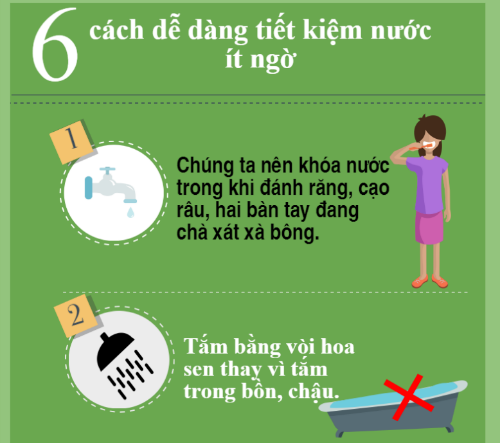 6 cách dễ dàng tiết kiệm nước
ít ngờ
1
Chúng ta nên khóa nước
trong khi đánh răng, cạo
râu, hai bàn tay đang
chà xát xà bông.
2
Tắm bằng vòi hoa
sen thay vì tắm
trong bồn, chậu.